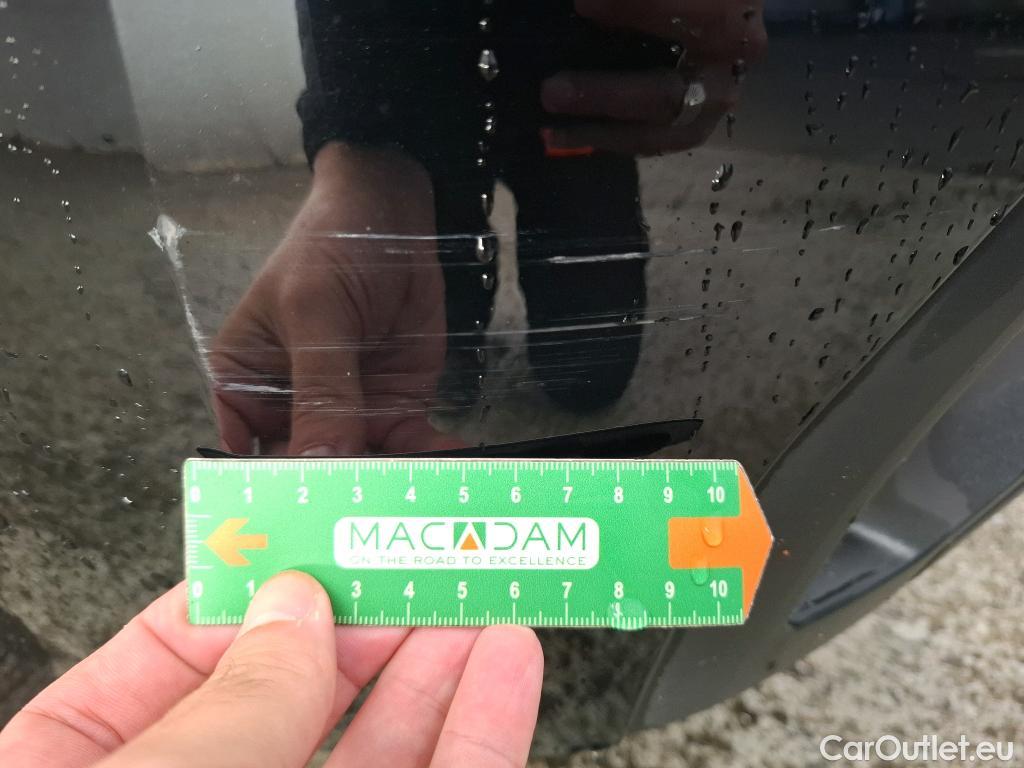 0 1 2 3 4 5 6 7 8 9 10
MACADAM
ON THE ROAD TO EXCELLENCE
0 1 3 4 5 6 7 8 9 10
CarOutlet.eu